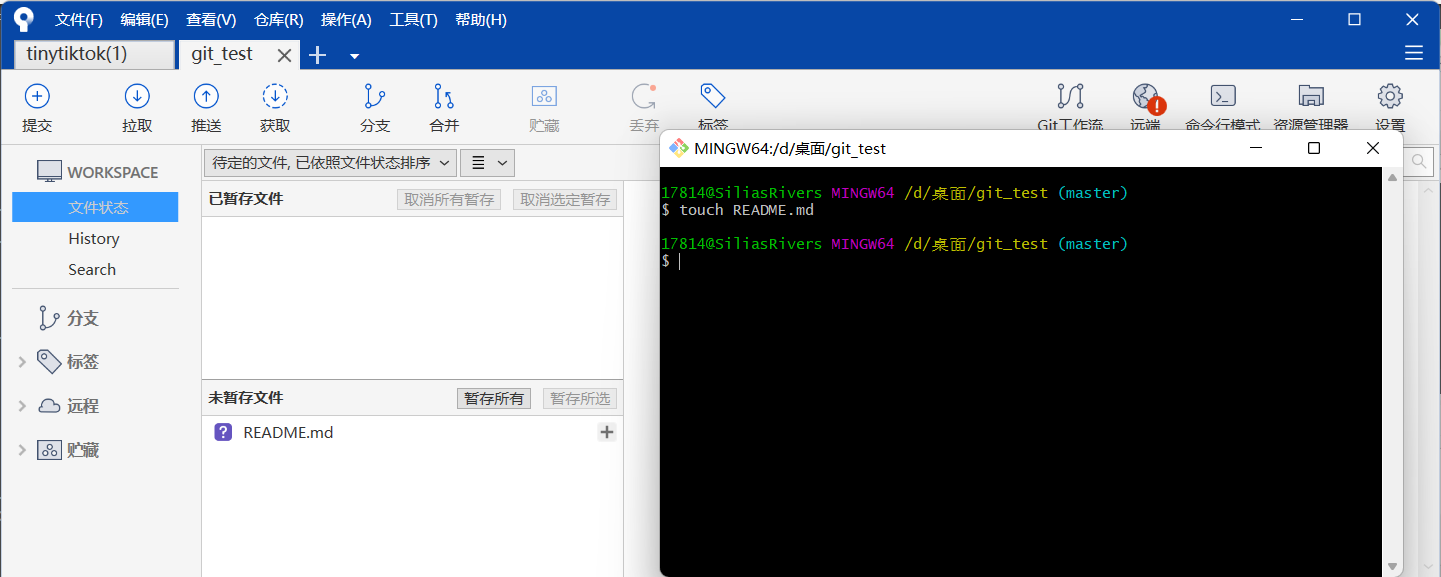 文件(F) 编辑(E) 查看(V) 仓库(R) 操作(A) 工具(T) 帮助(H)
tinytiktok(1) git_test
提交 拉取 推送 获取 分支 合并 贮藏 丢弃 标签 Git工作流 远端 命令行模式 资源管理器 设置
WORKSPACE
文件状态
History
Search
分支
标签
远程
贮藏
待定的文件, 已依照文件状态排序
已暂存文件 取消所有暂存 取消选定暂存
未暂存文件 暂存所有 暂存所选
README.md
MINGW64:/d/桌面/git_test
17814@SiliasRivers MINGW64 /d/桌面/git_test (master)
$ touch README.md
17814@SiliasRivers MINGW64 /d/桌面/git_test (master)
$